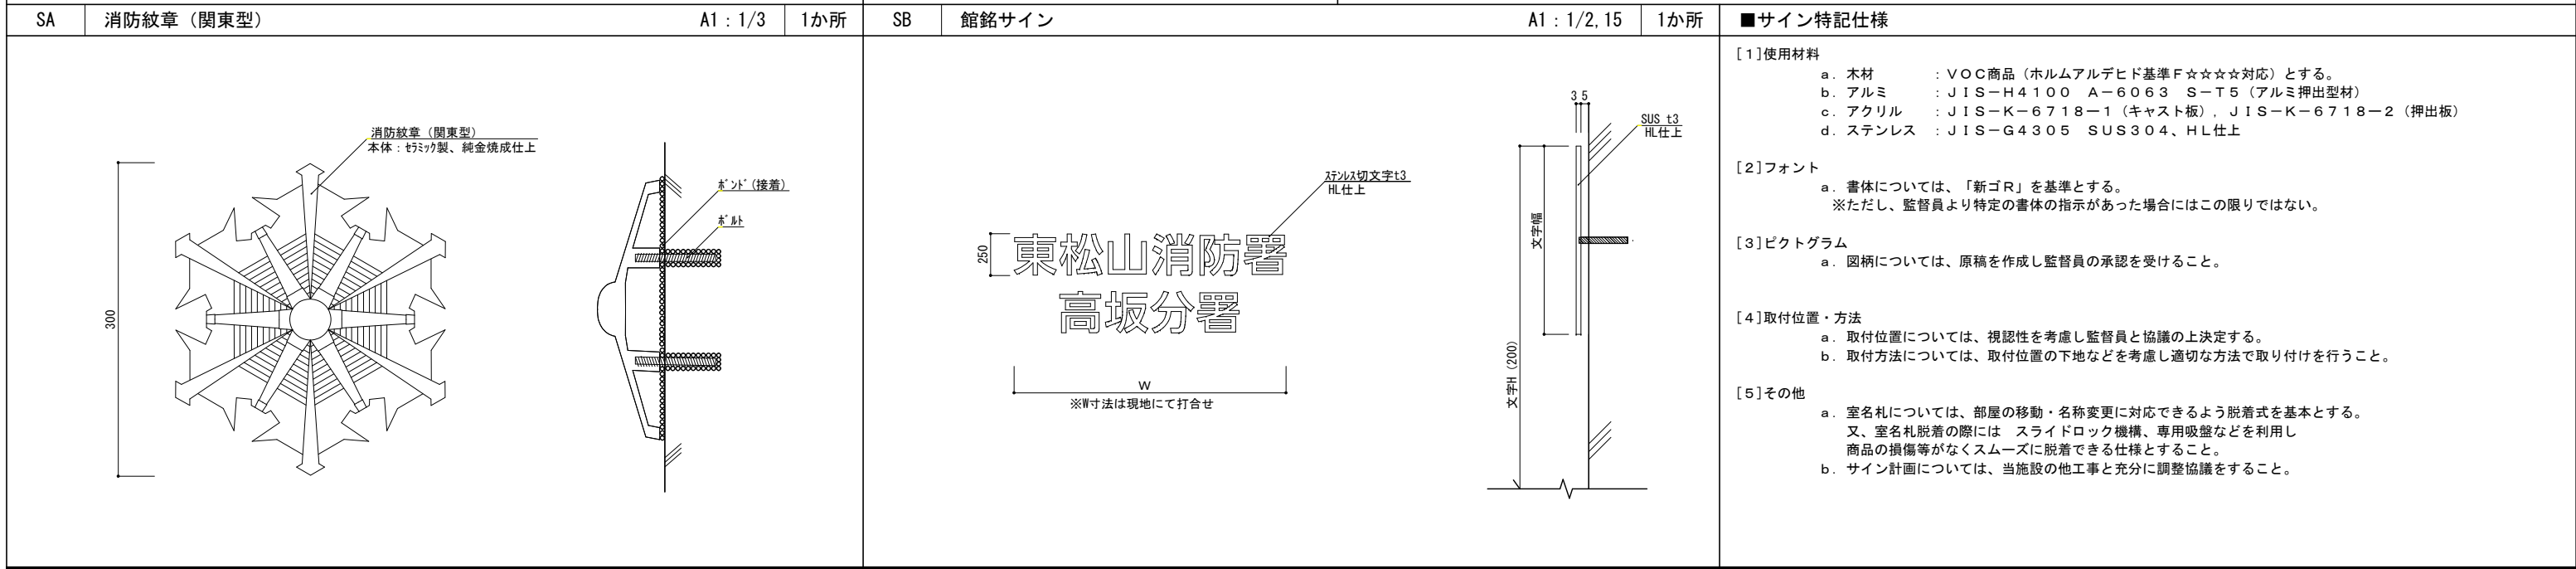 SA 消防紋章（関東型） A1：1/3 1か所
消防紋章（関東型）
本体：ｾﾗﾐｯｸ製、純金焼成仕上
ﾎﾞﾝﾄﾞ(接着)
ﾎﾞﾙﾄ
300
SB 館銘サイン A1：1/2,15 1か所
ｽﾃﾝﾚｽ切文字t3
HL仕上
250
東松山消防署
高坂分署
W
※W寸法は現地にて打合せ
3 5
SUS t3
HL仕上
文字幅
文字H (200)
■サイン特記仕様
[１]使用材料
ａ．木材 ：ＶＯＣ商品（ホルムアルデヒド基準Ｆ☆☆☆☆対応）とする。
ｂ．アルミ ：ＪＩＳ－Ｈ４１００　Ａ－６０６３　Ｓ－Ｔ５（アルミ押出型材）
ｃ．アクリル ：ＪＩＳ－Ｋ－６７１８ー１（キャスト板），ＪＩＳ－Ｋ－６７１８ー２（押出板）
ｄ．ステンレス ：ＪＩＳ－Ｇ４３０５　ＳＵＳ３０４、ＨＬ仕上
[２]フォント
ａ．書体については、「新ゴＲ」を基準とする。
※ただし、監督員より特定の書体の指示があった場合にはこの限りではない。
[３]ピクトグラム
ａ．図柄については、原稿を作成し監督員の承認を受けること。
[４]取付位置・方法
ａ．取付位置については、視認性を考慮し監督員と協議の上決定する。
ｂ．取付方法については、取付位置の下地などを考慮し適切な方法で取り付けを行うこと。
[５]その他
ａ．室名札については、部屋の移動・名称変更に対応できるよう脱着式を基本とする。
又、室名札脱着の際には　スライドロック機構、専用吸盤などを利用し
商品の損傷等がなくスムーズに脱着できる仕様とすること。
ｂ．サイン計画については、当施設の他工事と充分に調整協議をすること。